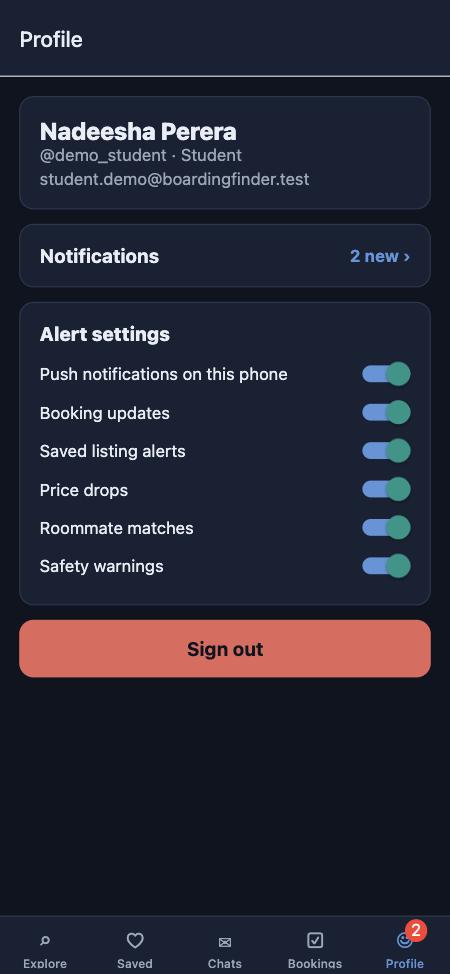 Profile
Nadeesha Perera
@demo_student · Student
student.demo@boardingfinder.test
Notifications
2 new ›
Alert settings
Push notifications on this phone
Booking updates
Saved listing alerts
Price drops
Roommate matches
Safety warnings
Sign out
2
Explore
Saved
Chats
Bookings
Profile